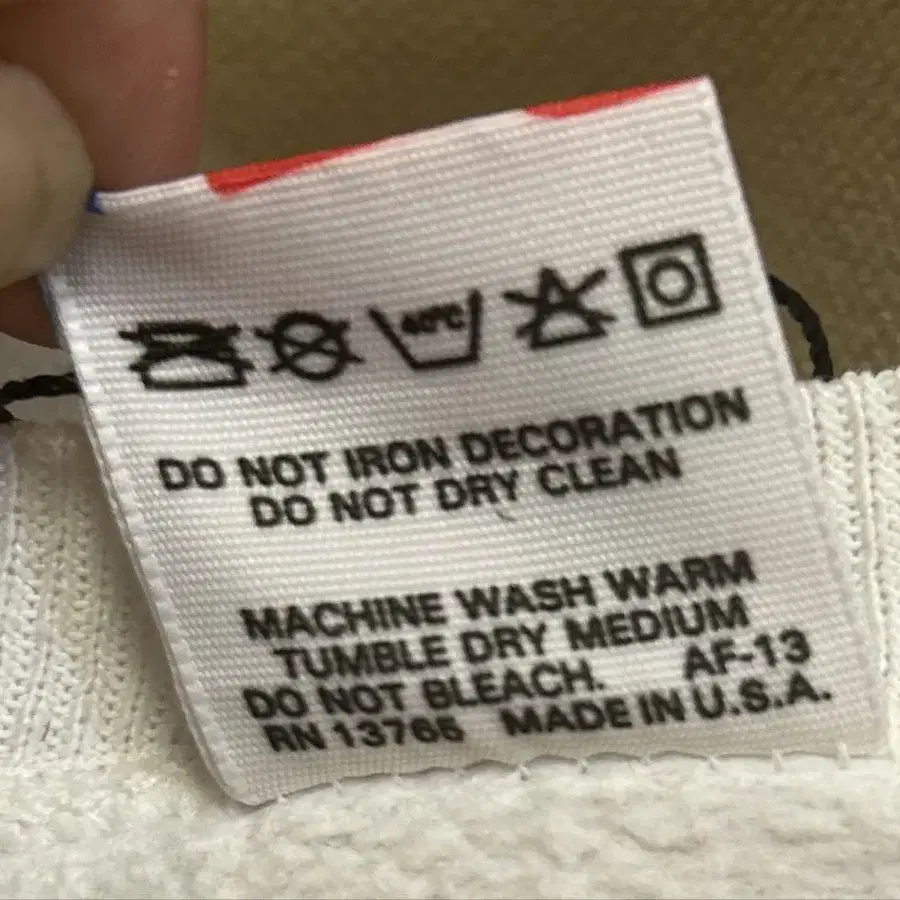 40°C
DO NOT IRON DECORATION
DO NOT DRY CLEAN
MACHINE WASH WARM
TUMBLE DRY MEDIUM
DO NOT BLEACH. AF-13
RN 13765 MADE IN U.S.A.